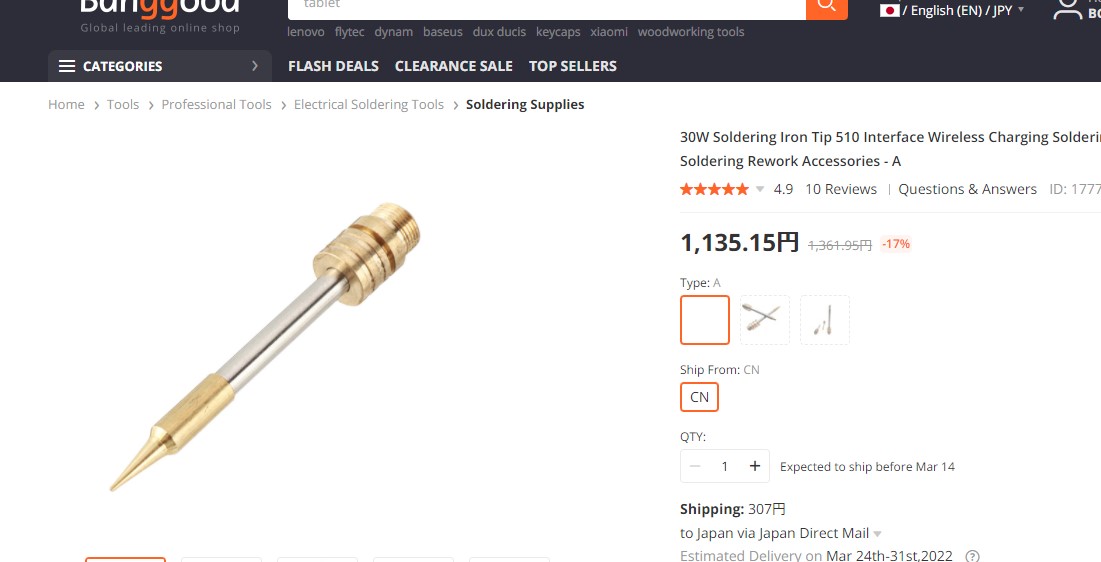 Banggood
Global leading online shop
tablet
/ English (EN) / JPY
lenovo flytec dynam baseus dux ducis keycaps xiaomi woodworking tools
CATEGORIES
FLASH DEALS CLEARANCE SALE TOP SELLERS
Home > Tools > Professional Tools > Electrical Soldering Tools > Soldering Supplies
30W Soldering Iron Tip 510 Interface Wireless Charging
Soldering Rework Accessories - A
4.9 10 Reviews | Questions & Answers ID: 1777
1,135.15円 1,361.95円 -17%
Type: A
Ship From: CN
CN
QTY:
− 1 + Expected to ship before Mar 14
Shipping: 307円
to Japan via Japan Direct Mail
Estimated Delivery on Mar 24th-31st,2022 ?